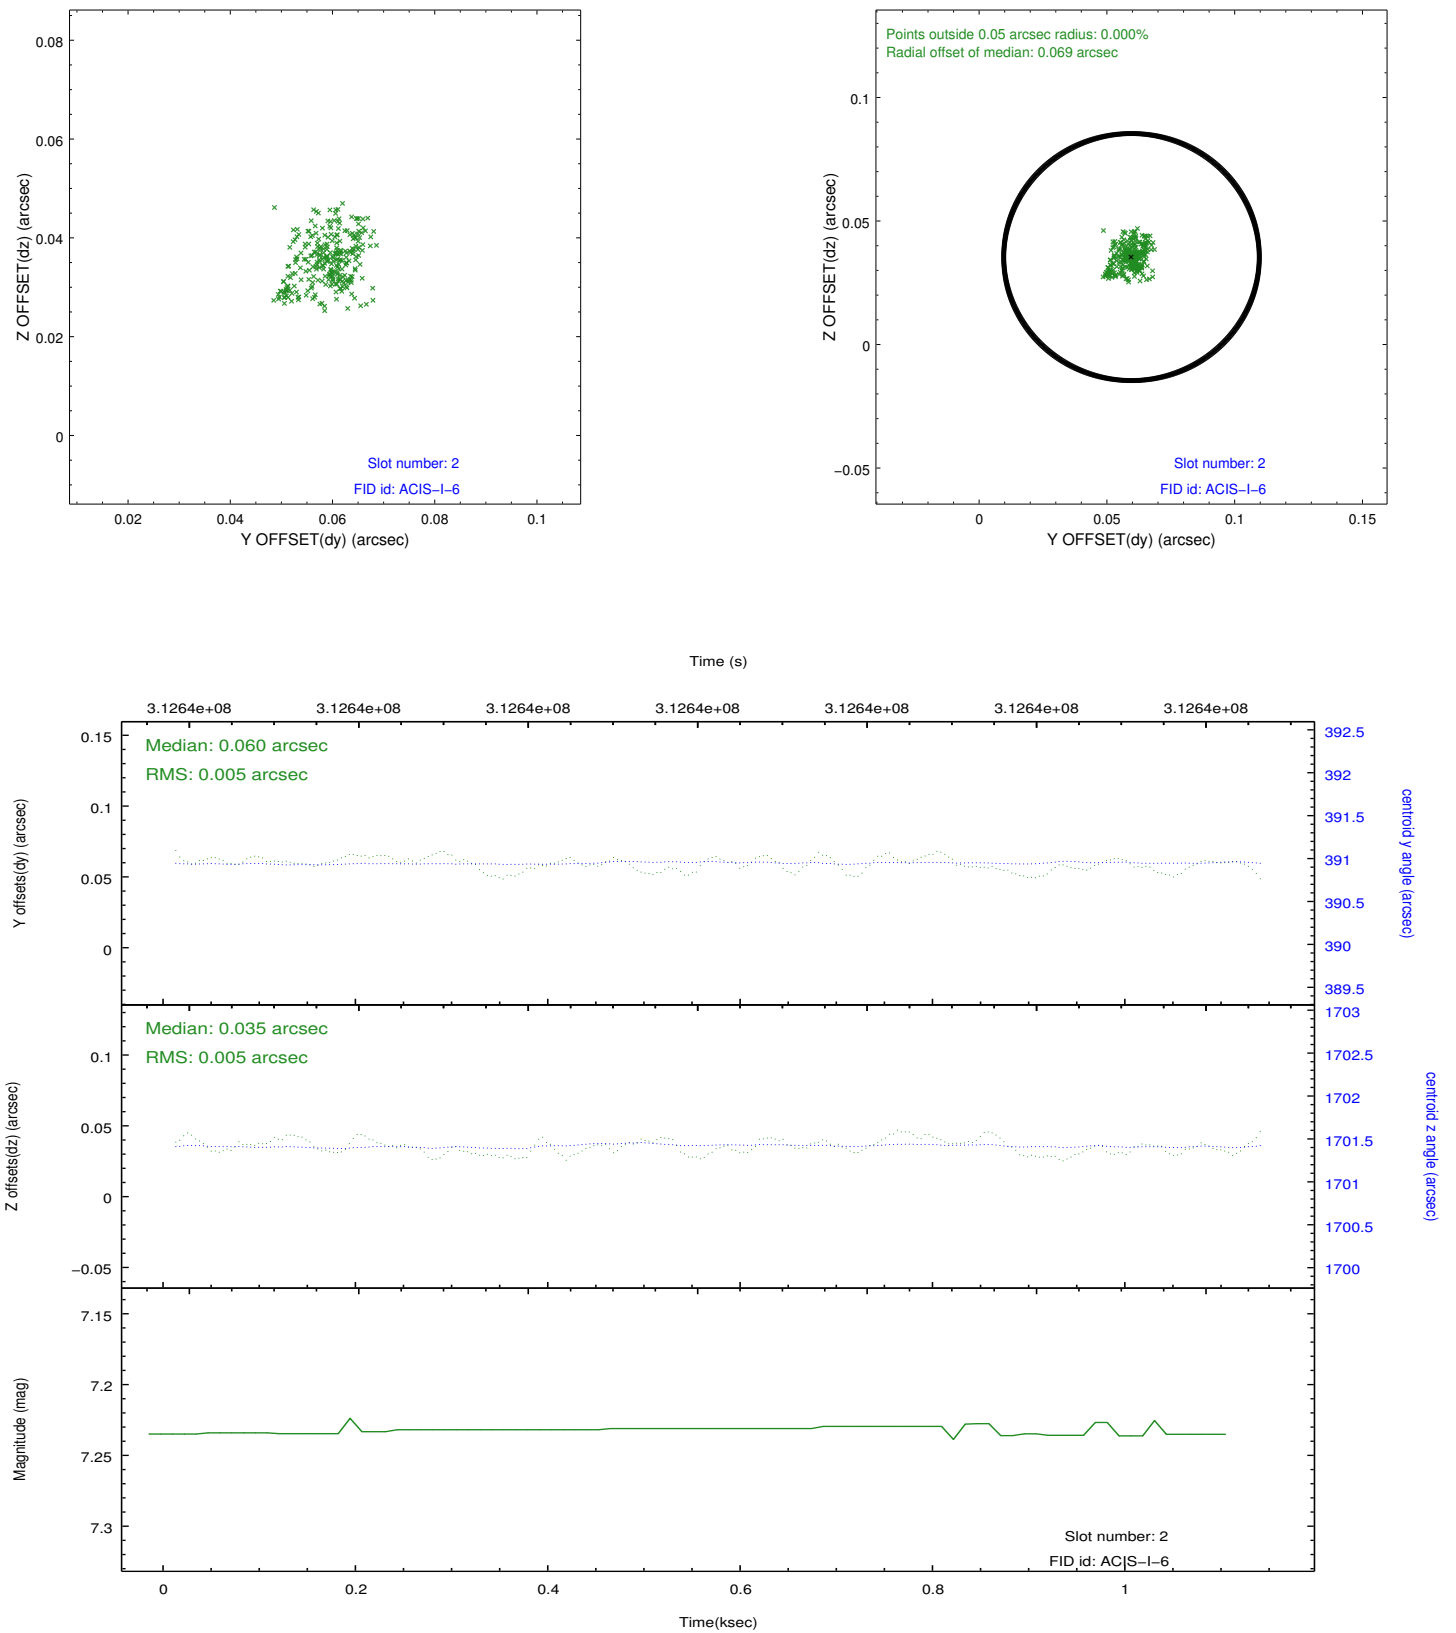 0.08
0.06
0.04
0.02
0
Z OFFSET(dz) (arcsec)
Slot number: 2
FID id: ACIS−I−6
0.02 0.04 0.06 0.08 0.1
Y OFFSET(dy) (arcsec)
Points outside 0.05 arcsec radius: 0.000%
Radial offset of median: 0.069 arcsec
0.1
0.05
0
−0.05
Z OFFSET(dz) (arcsec)
Slot number: 2
FID id: ACIS−I−6
0 0.05 0.1 0.15
Y OFFSET(dy) (arcsec)
Time (s)
3.1264e+08 3.1264e+08 3.1264e+08 3.1264e+08 3.1264e+08 3.1264e+08 3.1264e+08
Median: 0.060 arcsec
RMS: 0.005 arcsec
0.15
0.1
0.05
0
Y offsets(dy) (arcsec)
392.5
392
391.5
391
390.5
390
389.5
centroid y angle (arcsec)
Median: 0.035 arcsec
RMS: 0.005 arcsec
0.1
0.05
0
−0.05
Z offsets(dz) (arcsec)
1703
1702.5
1702
1701.5
1701
1700.5
1700
centroid z angle (arcsec)
7.15
7.2
7.25
7.3
Magnitude (mag)
Slot number: 2
FID id: ACIS−I−6
0 0.2 0.4 0.6 0.8 1
Time(ksec)